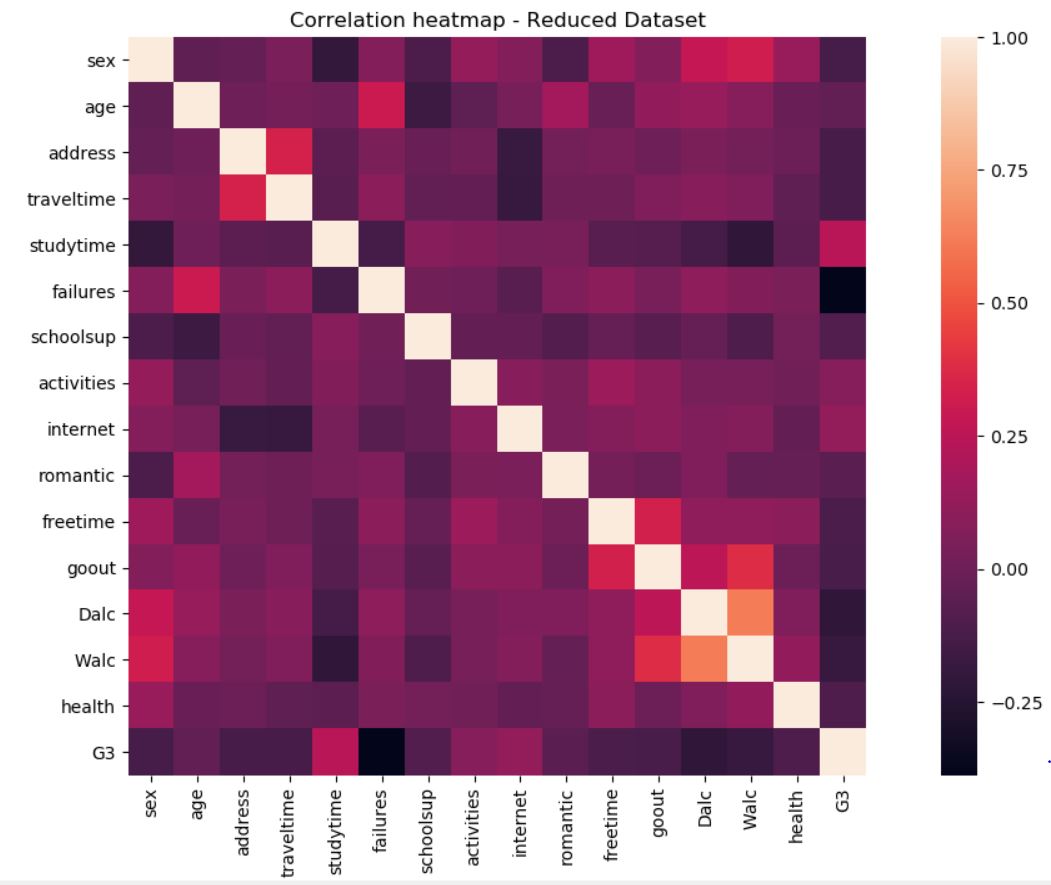 Correlation heatmap - Reduced Dataset
sex
age
address
traveltime
studytime
failures
schoolsup
activities
internet
romantic
freetime
goout
Dalc
Walc
health
G3
sex
age
address
traveltime
studytime
failures
schoolsup
activities
internet
romantic
freetime
goout
Dalc
Walc
health
G3
1.00
0.75
0.50
0.25
0.00
−0.25